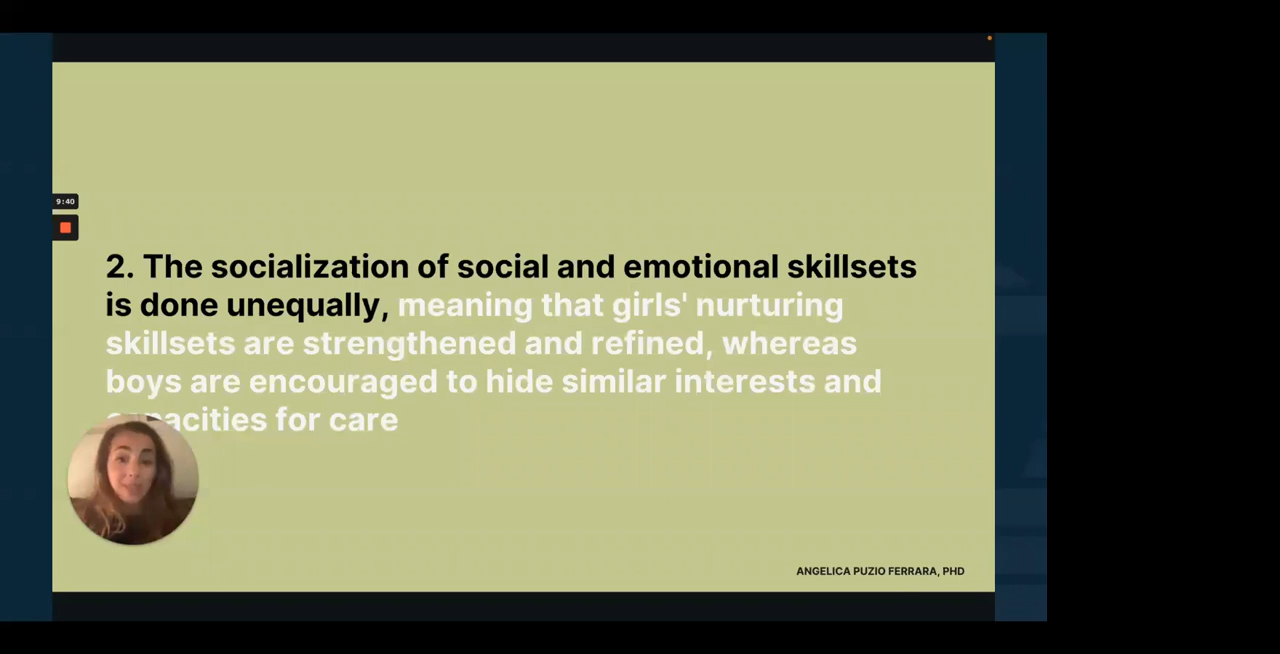 9:40
2. The socialization of social and emotional skillsets
is done unequally, meaning that girls' nurturing
skillsets are strengthened and refined, whereas
boys are encouraged to hide similar interests and
capacities for care
ANGELICA PUZIO FERRARA, PHD